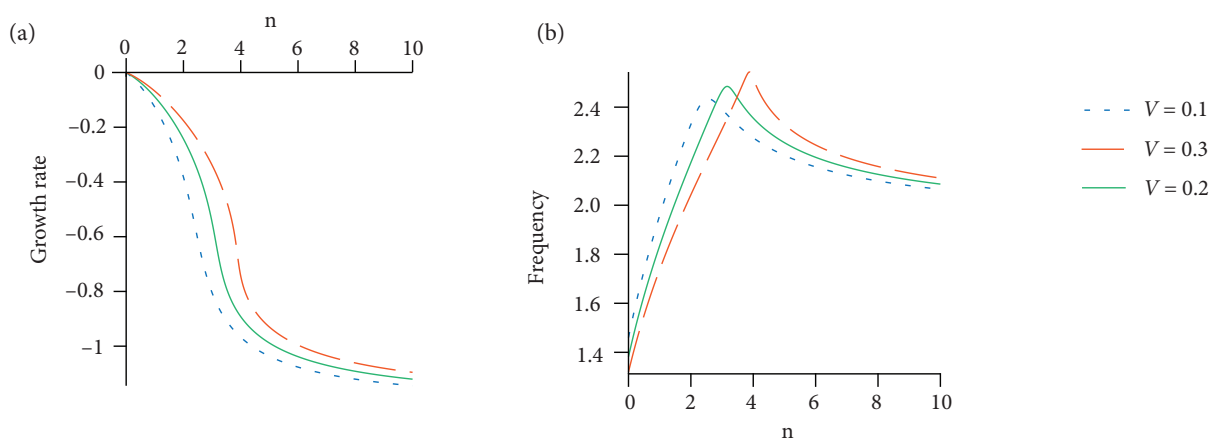 (a)
n
0 2 4 6 8 10
0
−0.2
−0.4
−0.6
−0.8
−1
Growth rate
(b)
2.4
2.2
2.0
1.8
1.6
1.4
Frequency
0 2 4 6 8 10
n
V = 0.1
V = 0.3
V = 0.2